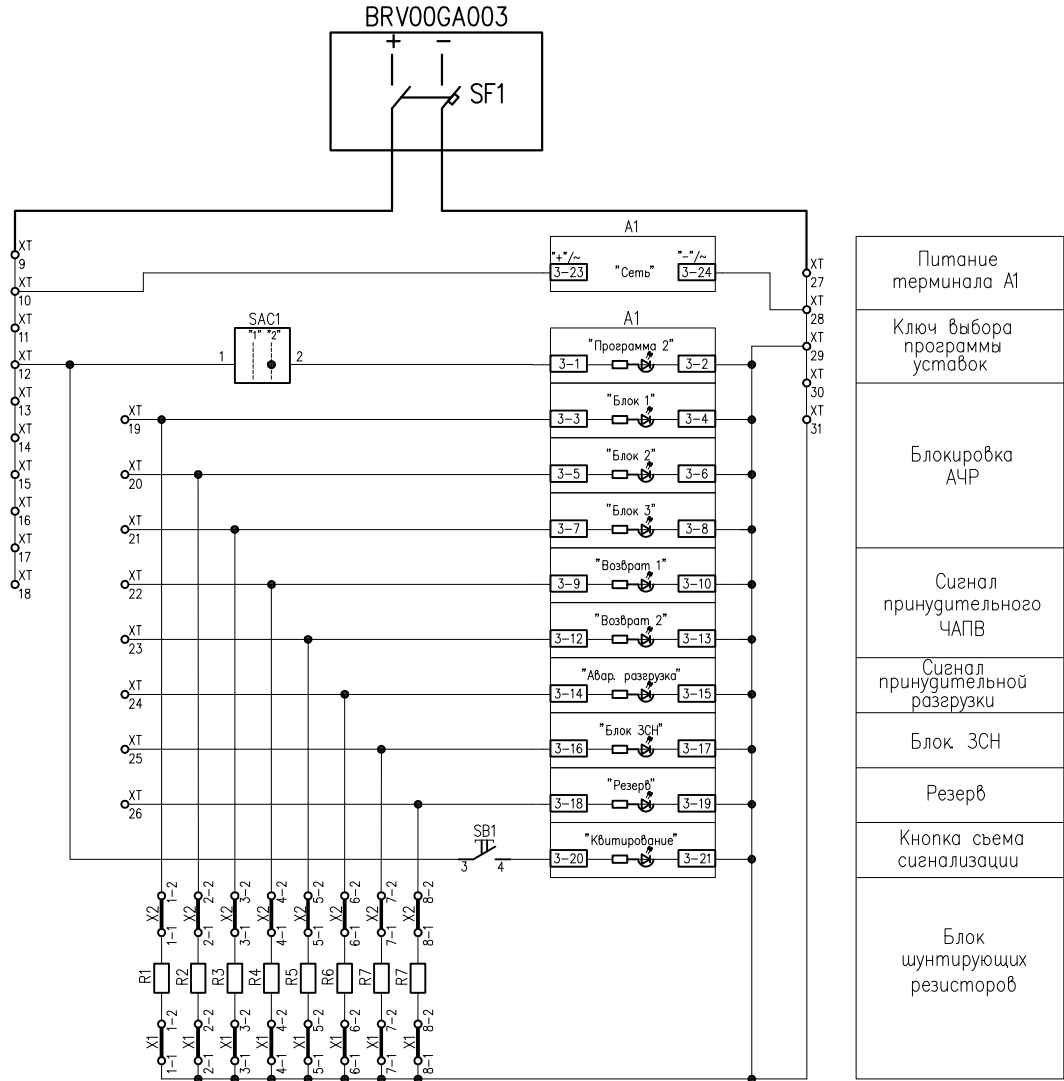 BRV00GA003
+ −
SF1
A1
XT
9
"+"/~
3-23
"Сеть"
"-"/~
3-24
XT
27
Питание
терминала А1
XT
10
XT
28
XT
11
SAC1
"1" "2"
1
2
A1
"Программа 2"
3-1
3-2
XT
29
Ключ выбора
программы
уставок
XT
12
XT
30
XT
13
XT
19
"Блок 1"
3-3
3-4
XT
31
XT
14
XT
20
"Блок 2"
3-5
3-6
Блокировка
АЧР
XT
15
XT
16
XT
21
"Блок 3"
3-7
3-8
XT
17
XT
18
XT
22
"Возврат 1"
3-9
3-10
Сигнал
принудительного
ЧАПВ
XT
23
"Возврат 2"
3-12
3-13
XT
24
"Авар. разгрузка"
3-14
3-15
Сигнал
принудительной
разгрузки
XT
25
"Блок ЗСН"
3-16
3-17
Блок. ЗСН
XT
26
"Резерв"
3-18
3-19
Резерв
SB1
3
4
"Квитирование"
3-20
3-21
Кнопка сьема
сигнализации
X2 1-2 X2 2-2 X2 3-2 X2 4-2 X2 5-2 X2 6-2 X2 7-2 X2 8-2
1-1 2-1 3-1 4-1 5-1 6-1 7-1 8-1
R1 R2 R3 R4 R5 R6 R7 R7
Блок
шунтирующих
резисторов
X1 1-2 X1 2-2 X1 3-2 X1 4-2 X1 5-2 X1 6-2 X1 7-2 X1 8-2
1-1 2-1 3-1 4-1 5-1 6-1 7-1 8-1